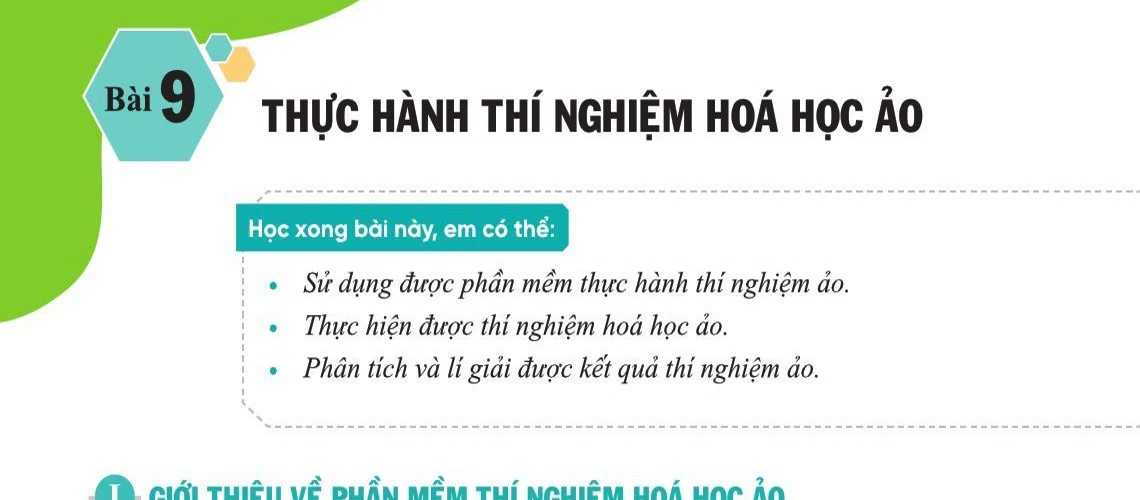 Bài 9
THỰC HÀNH THÍ NGHIỆM HOÁ HỌC ẢO
Học xong bài này, em có thể:
• Sử dụng được phần mềm thực hành thí nghiệm ảo.
• Thực hiện được thí nghiệm hoá học ảo.
• Phân tích và lí giải được kết quả thí nghiệm ảo.
I GIỚI THIỆU VỀ PHẦN MỀM THÍ NGHIỆM HOÁ HỌC ẢO